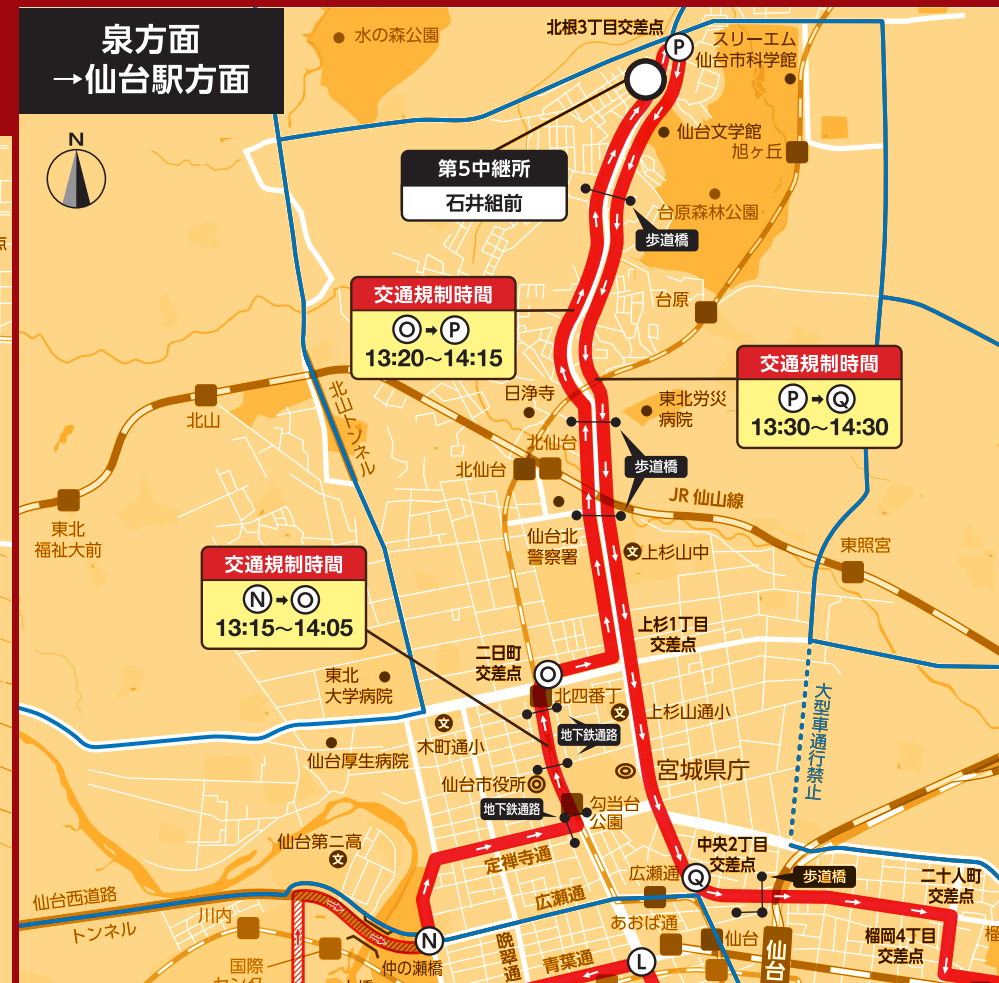 泉方面
→仙台駅方面
N
水の森公園
北根3丁目交差点
P
スリーエム
仙台市科学館
仙台文学館
旭ヶ丘
第5中継所
石井組前
台原森林公園
歩道橋
交通規制時間
O→P
13:20〜14:15
台原
交通規制時間
P→Q
13:30〜14:30
北山
北山トンネル
日浄寺
東北労災
病院
北仙台
北仙台
歩道橋
JR 仙山線
東北
福祉大前
仙台北
警察署
文
上杉山中
東照宮
交通規制時間
N→O
13:15〜14:05
上杉1丁目
交差点
二日町
交差点
O
東北
大学病院
北四番丁
文
上杉山通小
大型車通行禁止
文
木町通小
地下鉄通路
仙台厚生病院
仙台市役所
宮城県庁
地下鉄通路
勾当台
公園
仙台第二高
文
定禅寺通
中央2丁目
交差点
広瀬通
Q
歩道橋
二十人町
交差点
仙台西道路
トンネル
川内
広瀬通
あおば通
仙台
仙台
榴岡4丁目
交差点
榴
N
仲の瀬橋
晩翠通
青葉通
L
国際
センター
点